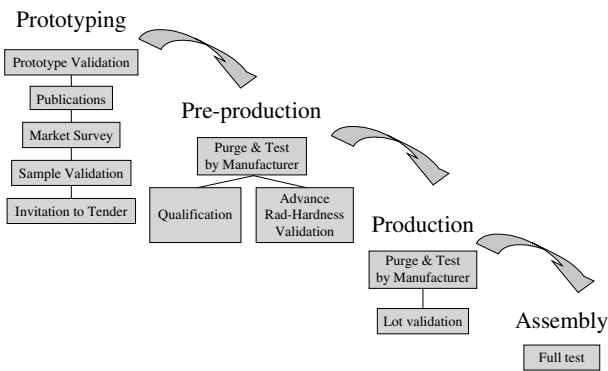 Prototyping
Prototype Validation
Publications
Market Survey
Sample Validation
Invitation to Tender
Pre-production
Purge & Test
by Manufacturer
Qualification
Advance
Rad-Hardness
Validation
Production
Purge & Test
by Manufacturer
Lot validation
Assembly
Full test